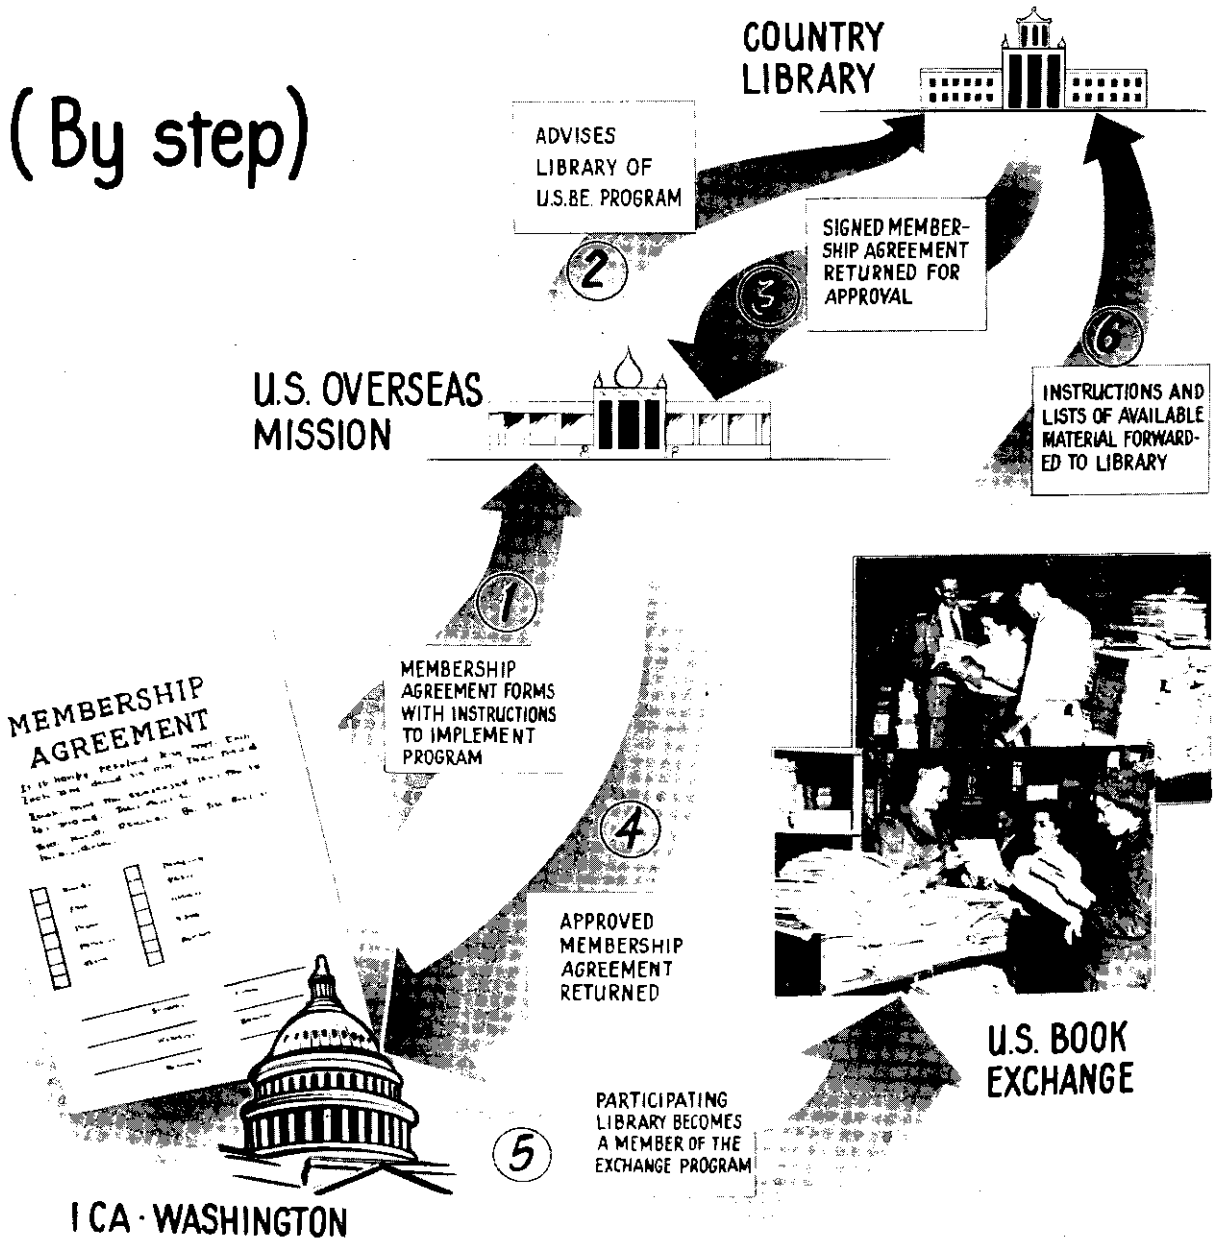 (By step)
COUNTRY
LIBRARY
ADVISES
LIBRARY OF
U.S.BE. PROGRAM
2
SIGNED MEMBER-
SHIP AGREEMENT
RETURNED FOR
APPROVAL
3
6
INSTRUCTIONS AND
LISTS OF AVAILABLE
MATERIAL FORWARD-
ED TO LIBRARY
U.S. OVERSEAS
MISSION
1
MEMBERSHIP
AGREEMENT FORMS
WITH INSTRUCTIONS
TO IMPLEMENT
PROGRAM
MEMBERSHIP
AGREEMENT
4
APPROVED
MEMBERSHIP
AGREEMENT
RETURNED
U.S. BOOK
EXCHANGE
5
PARTICIPATING
LIBRARY BECOMES
A MEMBER OF THE
EXCHANGE PROGRAM
ICA · WASHINGTON